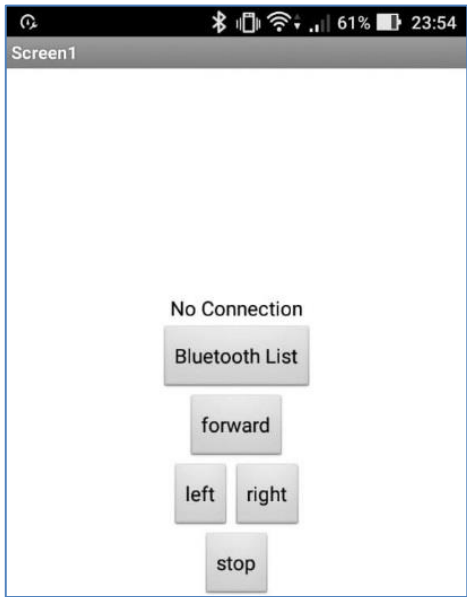 61% 23:54
Screen1
No Connection
Bluetooth List
forward
left right
stop